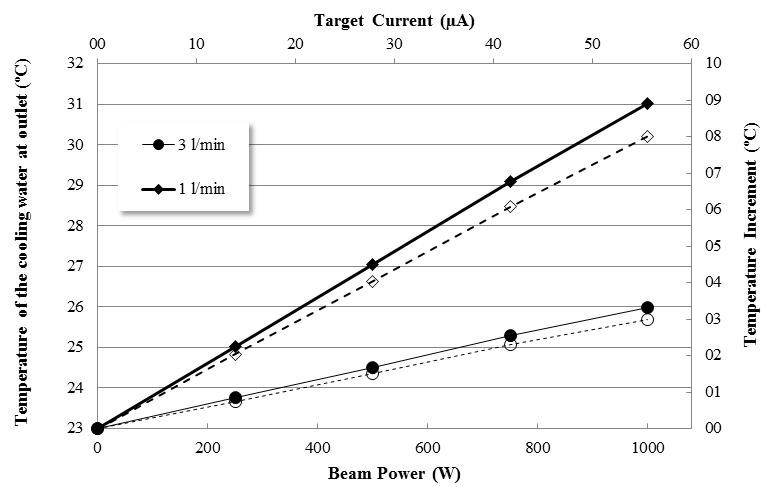 Target Current (µA)
00 10 20 30 40 50 60
Temperature of the cooling water at outlet (ºC)
32
31
30
29
28
27
26
25
24
23
3 l/min
1 l/min
10
09
08
07
06
05
04
03
02
01
00
Temperature Increment (ºC)
0 200 400 600 800 1000
Beam Power (W)